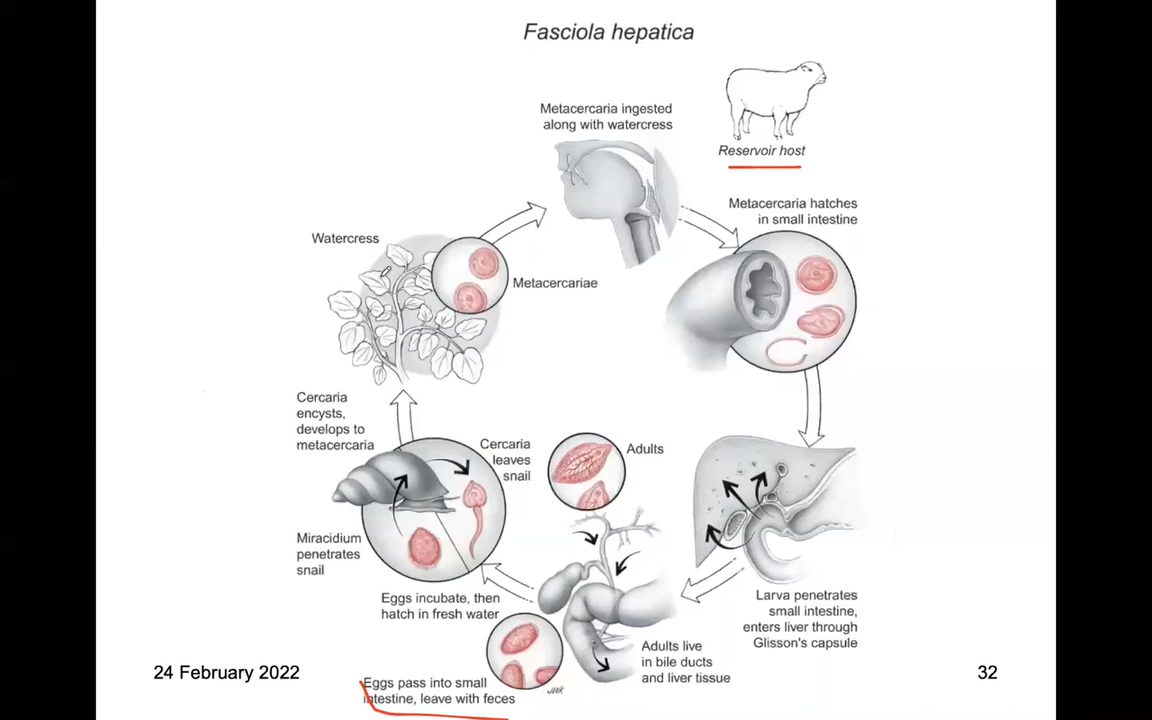 Fasciola hepatica
Metacercaria ingested
along with watercress
Reservoir host
Metacercaria hatches
in small intestine
Watercress
Metacercariae
Cercaria
encysts,
develops to
metacercaria
Cercaria
leaves
snail
Adults
Miracidium
penetrates
snail
Eggs incubate, then
hatch in fresh water
Larva penetrates
small intestine,
enters liver through
Glisson's capsule
Adults live
in bile ducts
and liver tissue
Eggs pass into small
intestine, leave with feces
24 February 2022
32